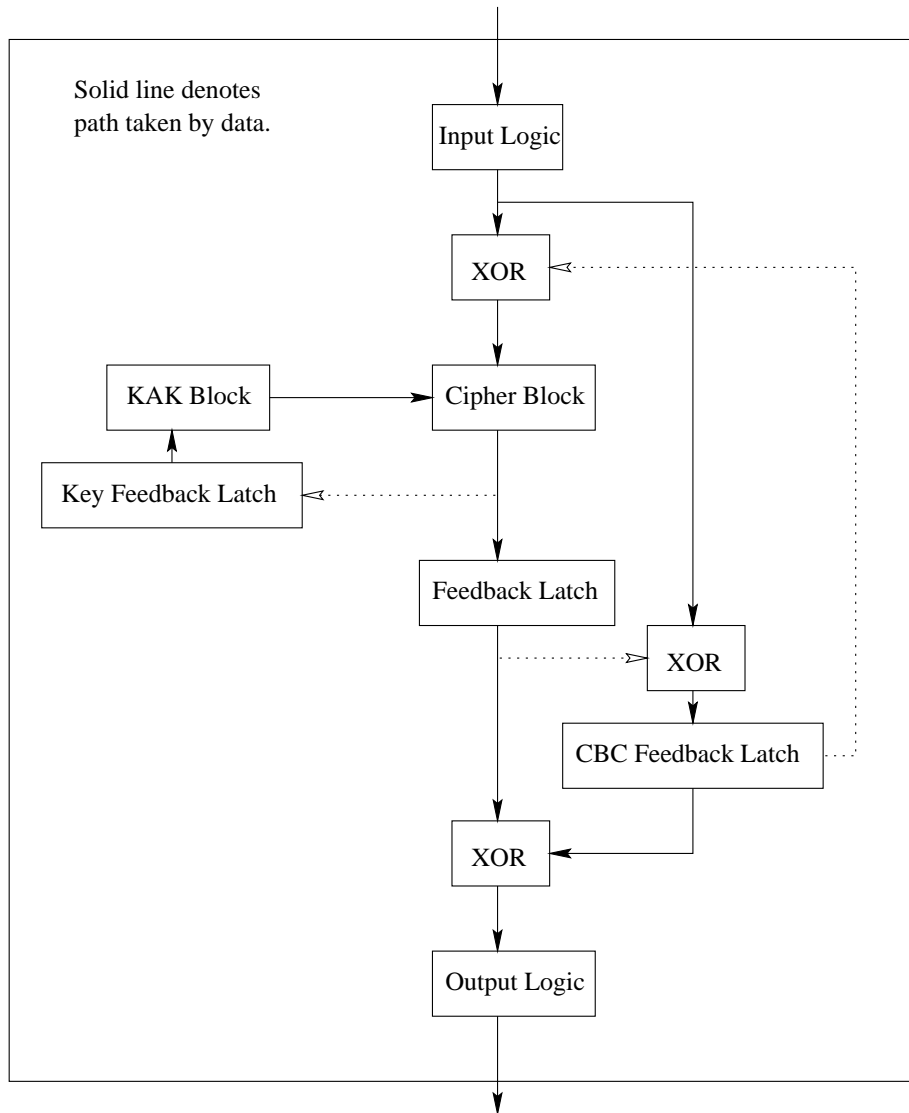 Solid line denotes
path taken by data.
Input Logic
XOR
KAK Block
Cipher Block
Key Feedback Latch
Feedback Latch
XOR
CBC Feedback Latch
XOR
Output Logic